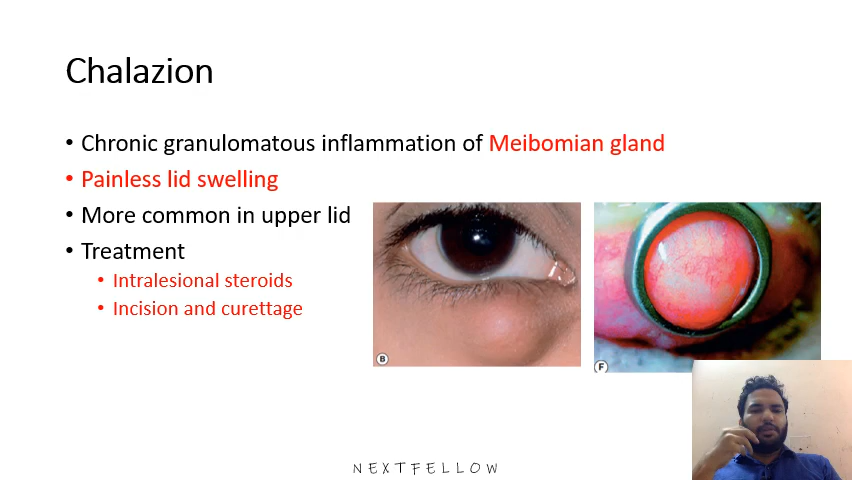 Chalazion
• Chronic granulomatous inflammation of Meibomian gland
• Painless lid swelling
• More common in upper lid
• Treatment
• Intralesional steroids
• Incision and curettage
B
F
NEXTFELLOW